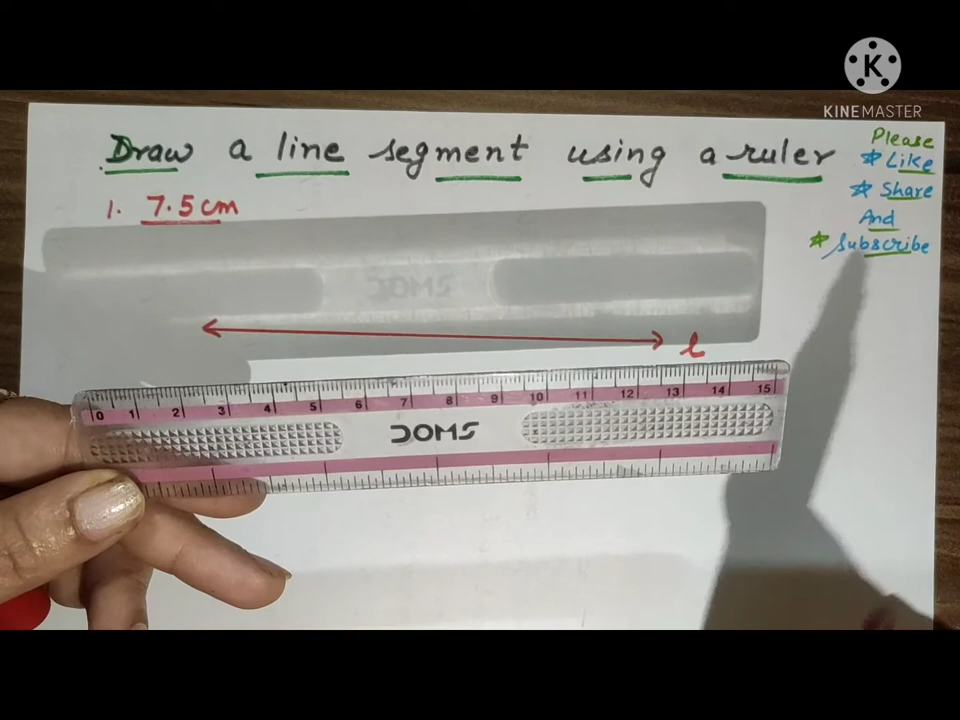 KINEMASTER
Draw a line segment using a ruler
Please
Like
Share
And
Subscribe
1. 7.5 cm
l
0 1 2 3 4 5 6 7 8 9 10 11 12 13 14 15
DOMS